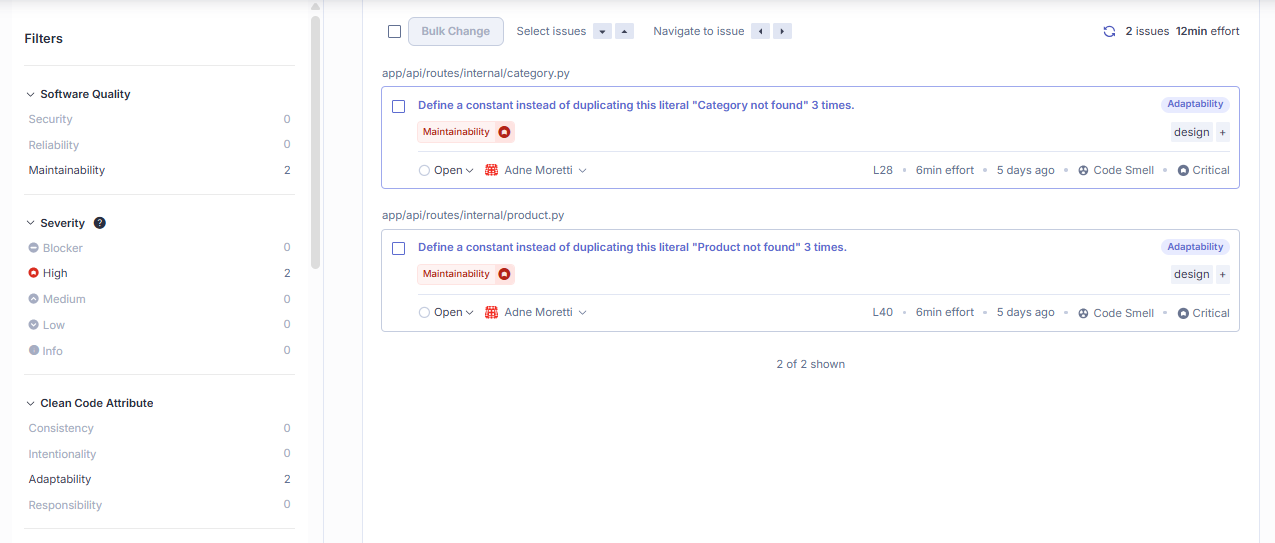 Filters
Software Quality
Security 0
Reliability 0
Maintainability 2
Severity ?
Blocker 0
High 2
Medium 0
Low 0
Info 0
Clean Code Attribute
Consistency 0
Intentionality 0
Adaptability 2
Responsibility 0
Bulk Change Select issues Navigate to issue 2 issues 12min effort
app/api/routes/internal/category.py
Define a constant instead of duplicating this literal "Category not found" 3 times. Adaptability
Maintainability design +
Open Adne Moretti L28 • 6min effort • 5 days ago • Code Smell • Critical
app/api/routes/internal/product.py
Define a constant instead of duplicating this literal "Product not found" 3 times. Adaptability
Maintainability design +
Open Adne Moretti L40 • 6min effort • 5 days ago • Code Smell • Critical
2 of 2 shown